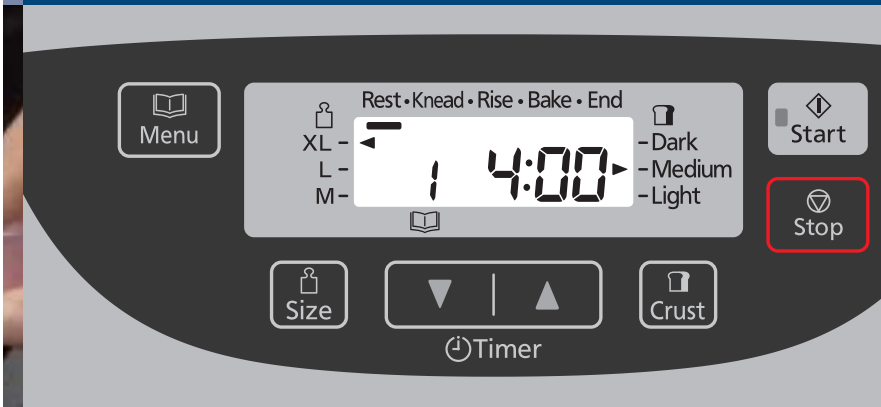 Menu
Rest • Knead • Rise • Bake • End
XL –
L –
M –
1 4:00
– Dark
– Medium
– Light
Start
Stop
Size
Timer
Crust